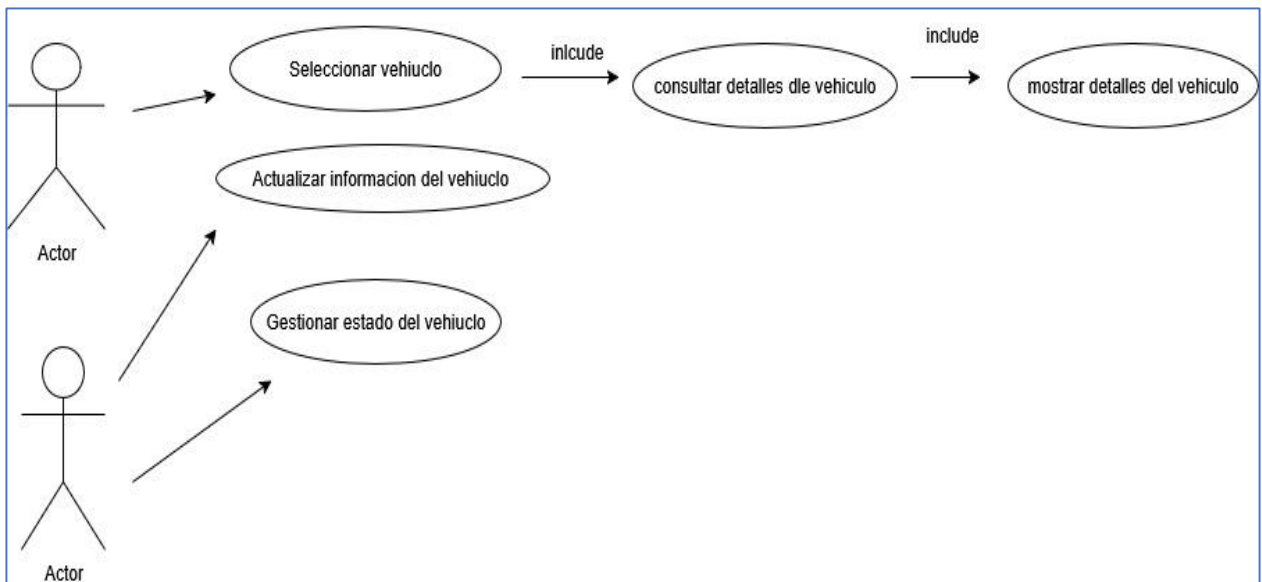 Seleccionar vehiuclo
inlcude
consultar detalles dle vehiculo
include
mostrar detalles del vehiculo
Actualizar informacion del vehiuclo
Actor
Gestionar estado del vehiuclo
Actor